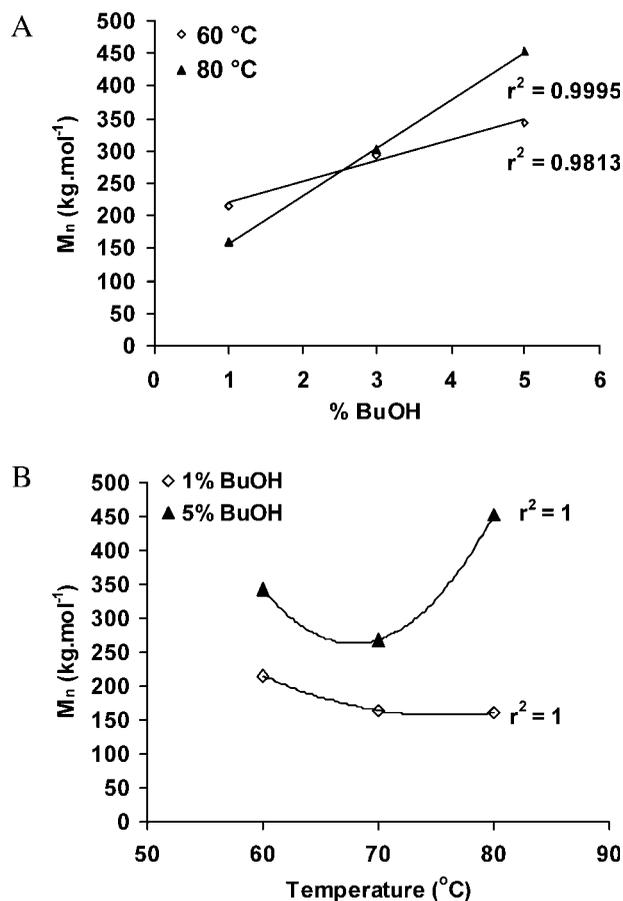 A
500
450
400
350
300
250
200
150
100
50
0
Mₙ (kg.mol⁻¹)
60 °C
80 °C
r² = 0.9995
r² = 0.9813
0 1 2 3 4 5 6
% BuOH
B
500
450
400
350
300
250
200
150
100
50
0
Mₙ (kg.mol⁻¹)
1% BuOH
5% BuOH
r² = 1
r² = 1
50 60 70 80 90
Temperature (°C)